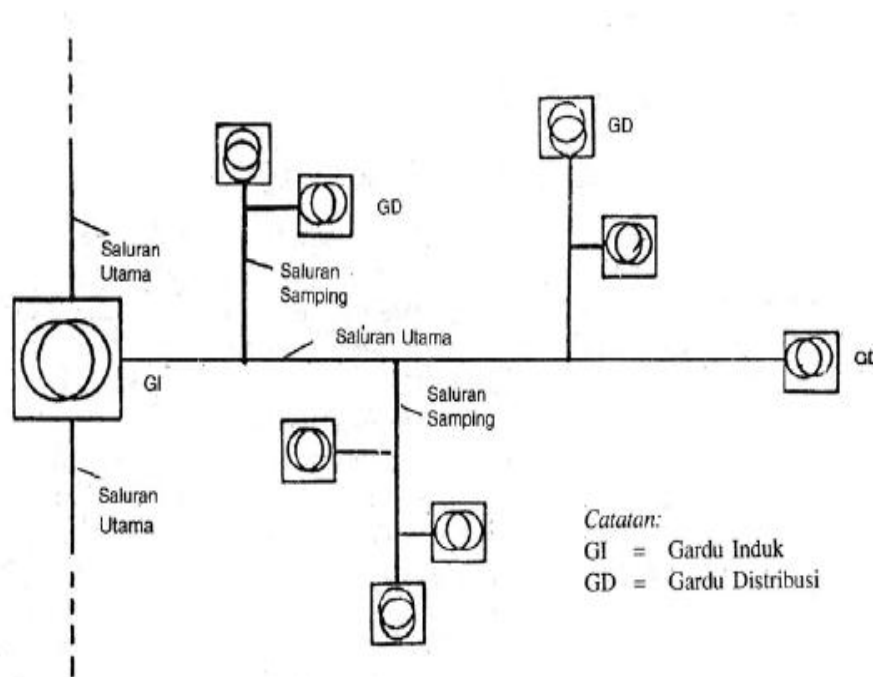 GD
GD
Saluran
Utama
Saluran
Samping
Saluran Utama
GI
GD
Saluran
Samping
Saluran
Utama
Catatan:
GI = Gardu Induk
GD = Gardu Distribusi